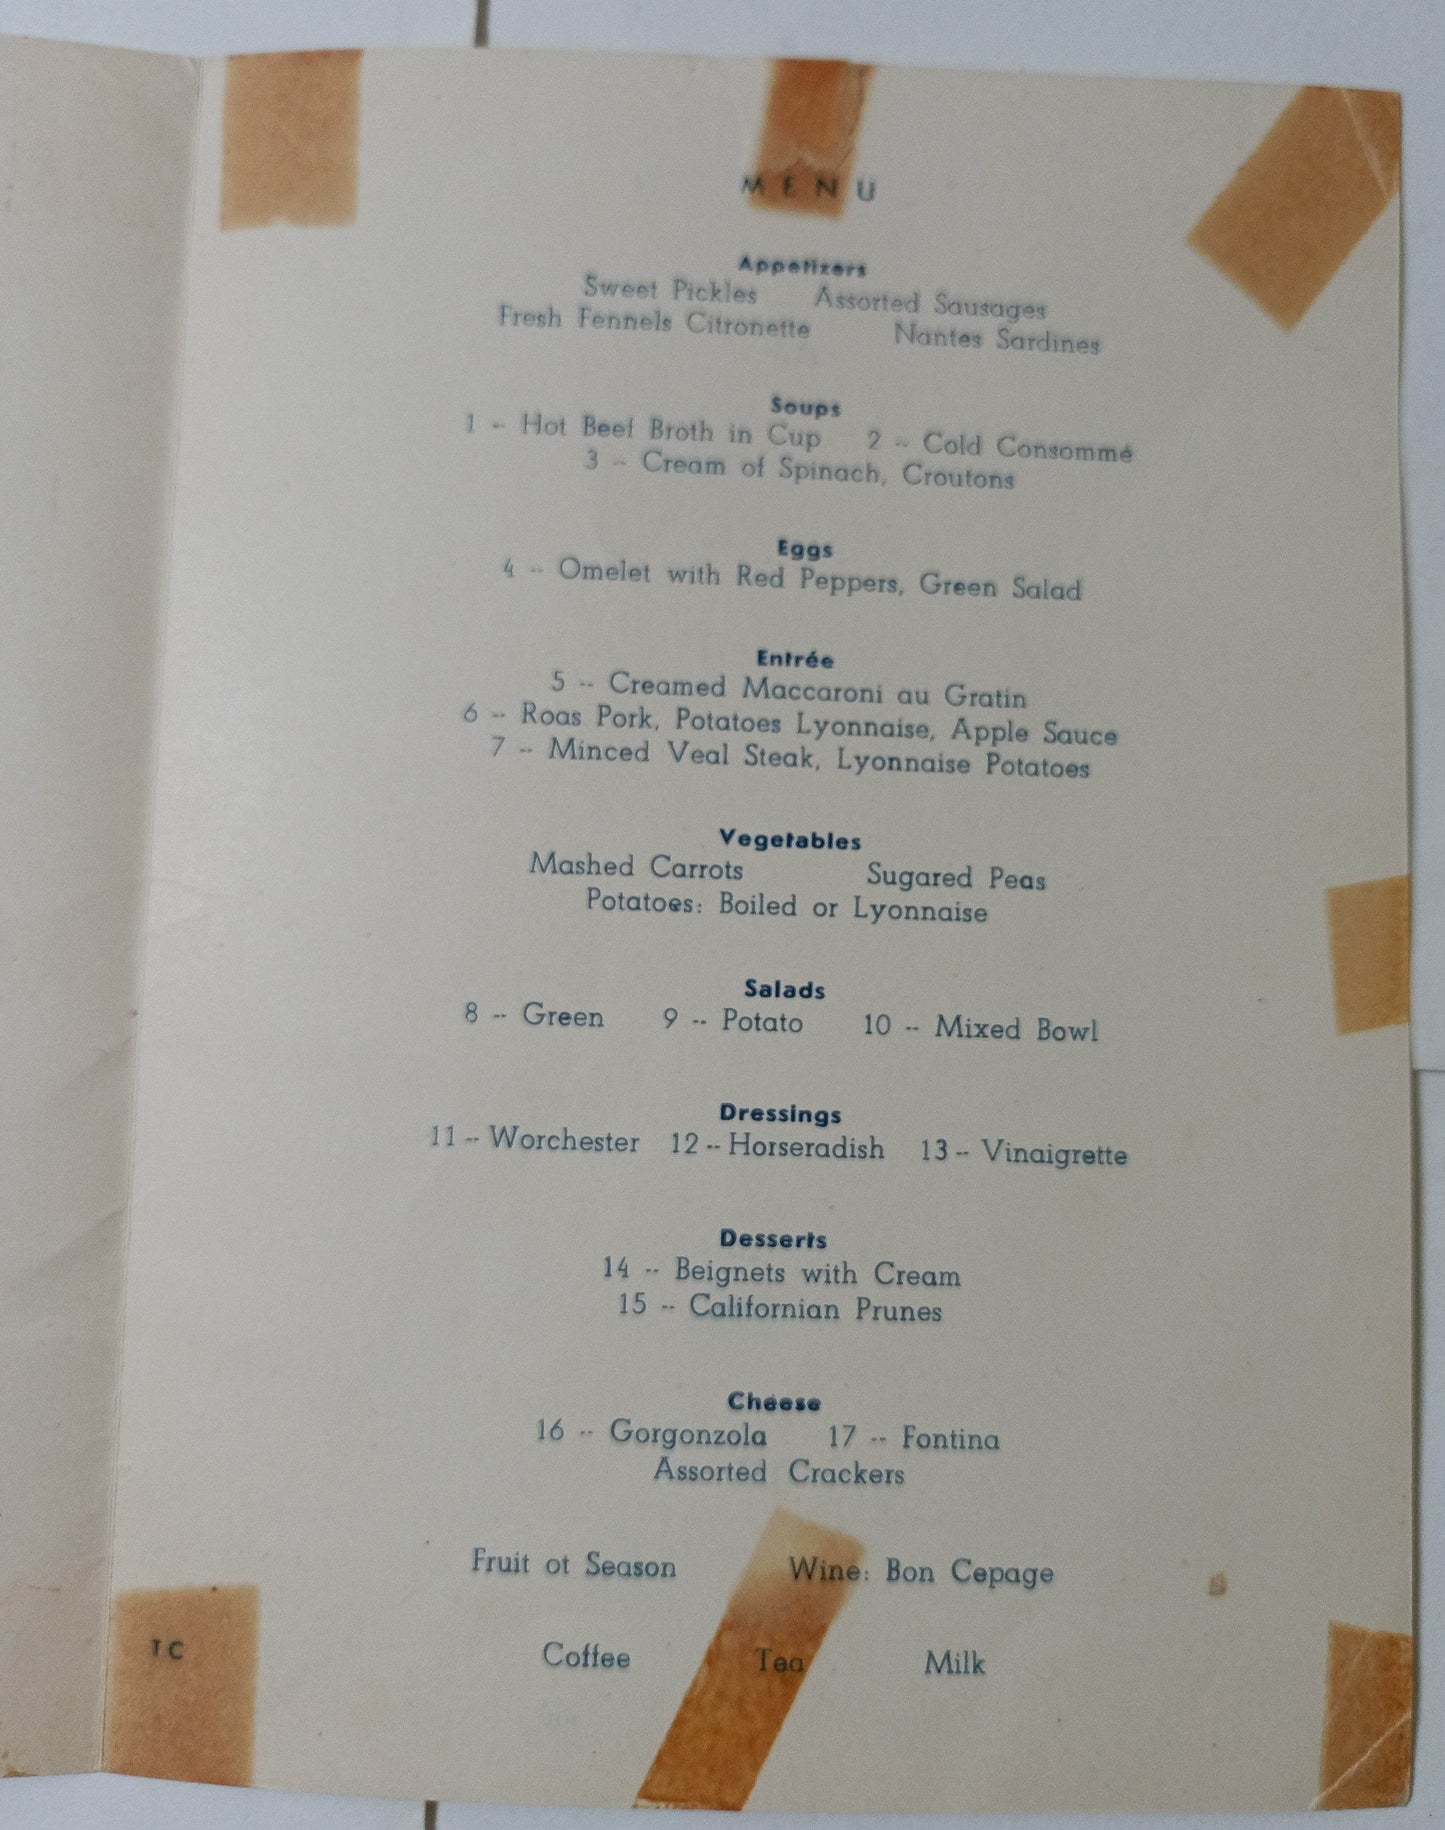 MENU
Appetizers
Sweet Pickles Assorted Sausages
Fresh Fennels Citronette Nantes Sardines
Soups
1 -- Hot Beef Broth in Cup 2 -- Cold Consommé
3 -- Cream of Spinach, Croutons
Eggs
4 -- Omelet with Red Peppers, Green Salad
Entrée
5 -- Creamed Maccaroni au Gratin
6 -- Roas Pork, Potatoes Lyonnaise, Apple Sauce
7 -- Minced Veal Steak, Lyonnaise Potatoes
Vegetables
Mashed Carrots Sugared Peas
Potatoes: Boiled or Lyonnaise
Salads
8 -- Green 9 -- Potato 10 -- Mixed Bowl
Dressings
11 -- Worchester 12 -- Horseradish 13 -- Vinaigrette
Desserts
14 -- Beignets with Cream
15 -- Californian Prunes
Cheese
16 -- Gorgonzola 17 -- Fontina
Assorted Crackers
Fruit ot Season Wine: Bon Cepage
Coffee Tea Milk
TC